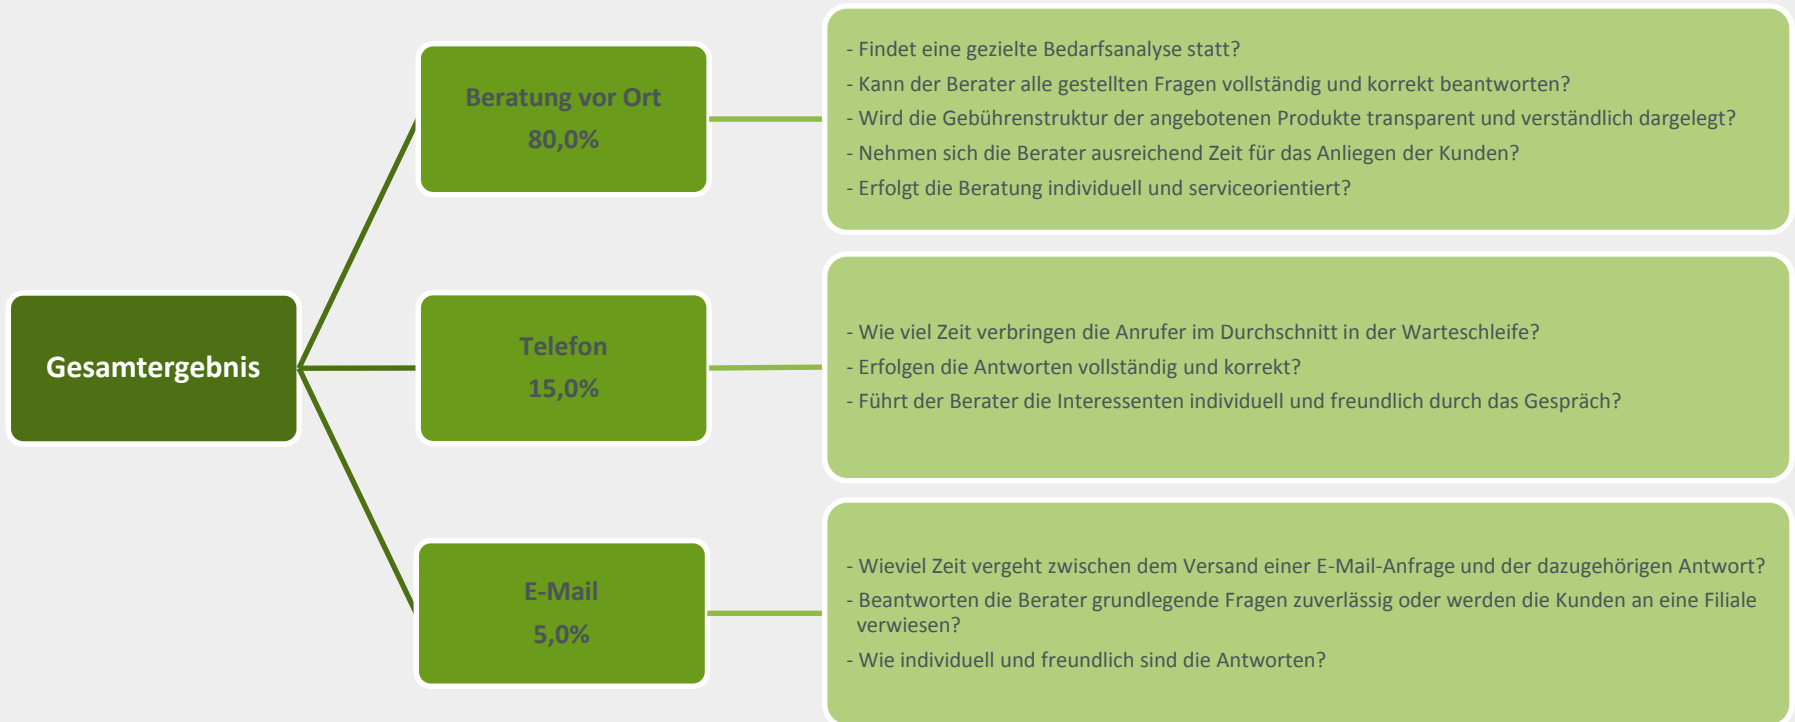 Gesamtergebnis
Beratung vor Ort
80,0%
- Findet eine gezielte Bedarfsanalyse statt?
- Kann der Berater alle gestellten Fragen vollständig und korrekt beantworten?
- Wird die Gebührenstruktur der angebotenen Produkte transparent und verständlich dargelegt?
- Nehmen sich die Berater ausreichend Zeit für das Anliegen der Kunden?
- Erfolgt die Beratung individuell und serviceorientiert?
Telefon
15,0%
- Wie viel Zeit verbringen die Anrufer im Durchschnitt in der Warteschleife?
- Erfolgen die Antworten vollständig und korrekt?
- Führt der Berater die Interessenten individuell und freundlich durch das Gespräch?
E-Mail
5,0%
- Wieviel Zeit vergeht zwischen dem Versand einer E-Mail-Anfrage und der dazugehörigen Antwort?
- Beantworten die Berater grundlegende Fragen zuverlässig oder werden die Kunden an eine Filiale
verwiesen?
- Wie individuell und freundlich sind die Antworten?